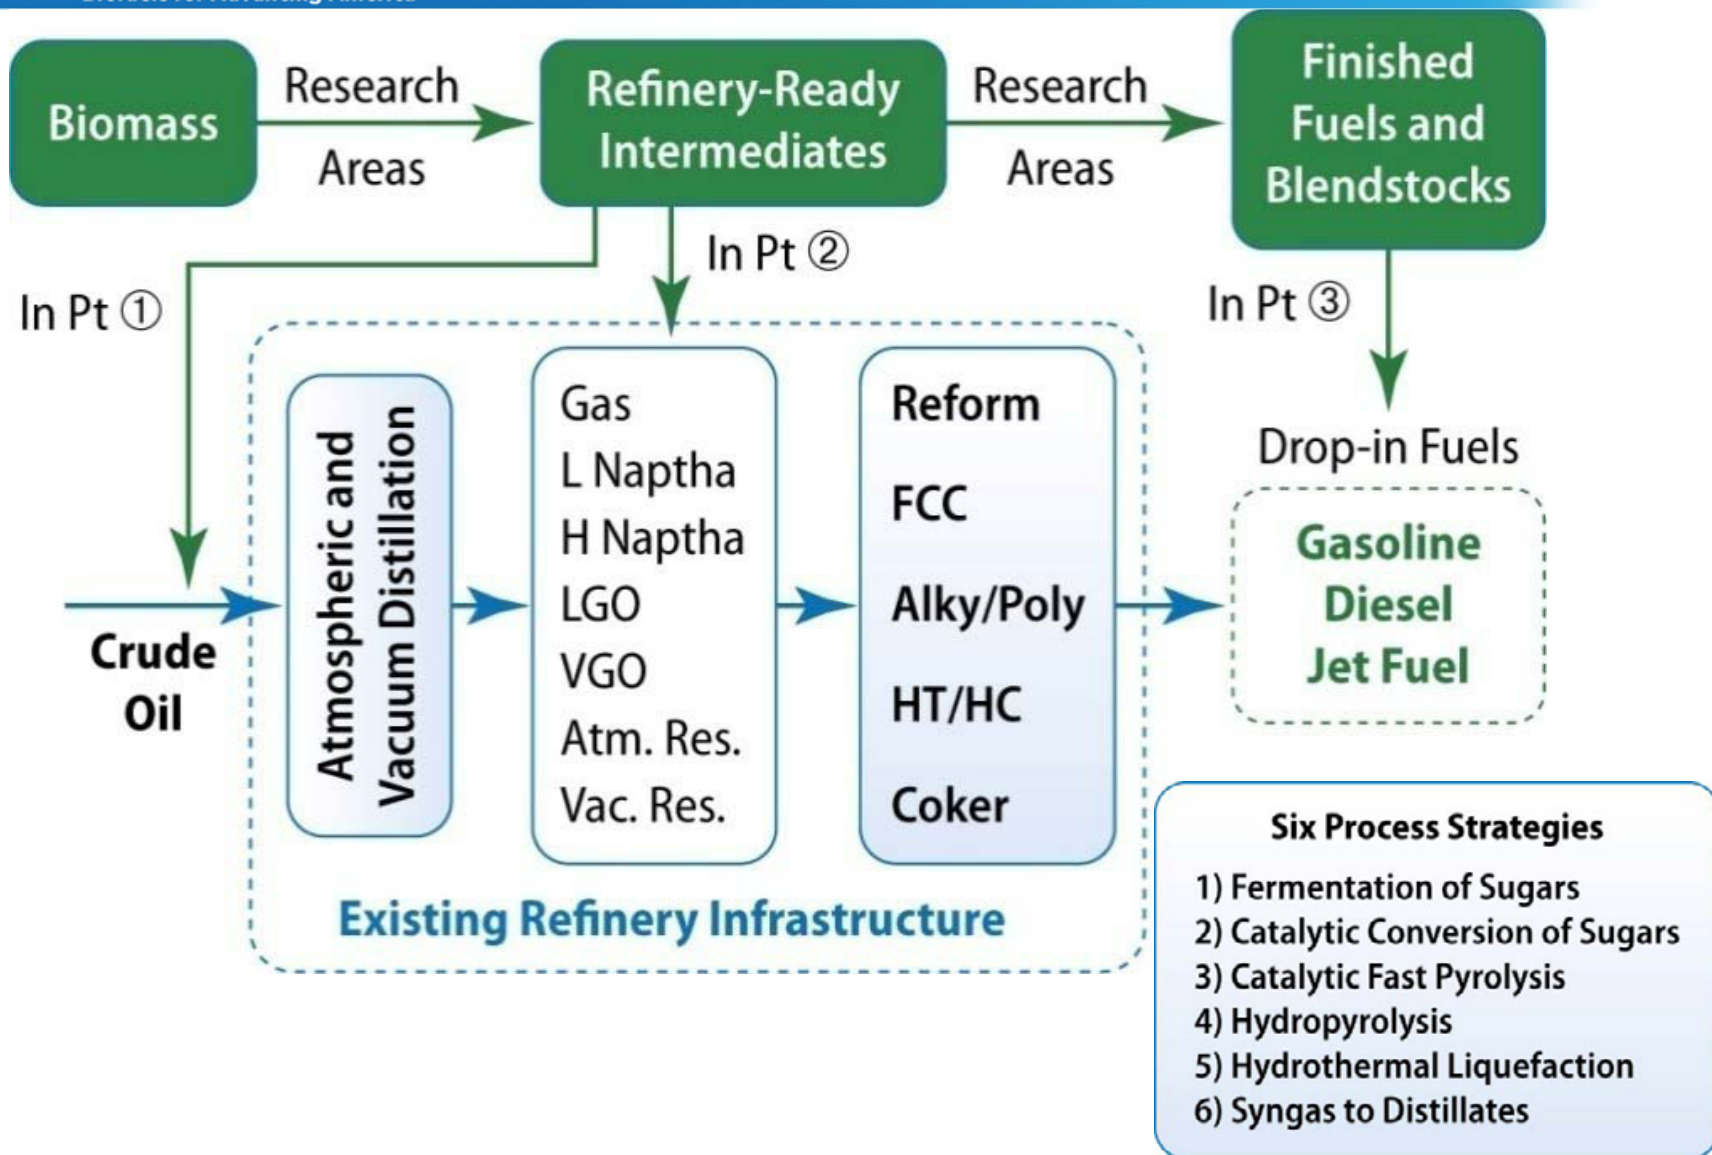 Biomass
Research
Areas
Refinery-Ready
Intermediates
Research
Areas
Finished
Fuels and
Blendstocks
In Pt ①
In Pt ②
In Pt ③
Crude
Oil
Atmospheric and
Vacuum Distillation
Gas
L Naptha
H Naptha
LGO
VGO
Atm. Res.
Vac. Res.
Reform
FCC
Alky/Poly
HT/HC
Coker
Existing Refinery Infrastructure
Drop-in Fuels
Gasoline
Diesel
Jet Fuel
Six Process Strategies
1) Fermentation of Sugars
2) Catalytic Conversion of Sugars
3) Catalytic Fast Pyrolysis
4) Hydropyrolysis
5) Hydrothermal Liquefaction
6) Syngas to Distillates